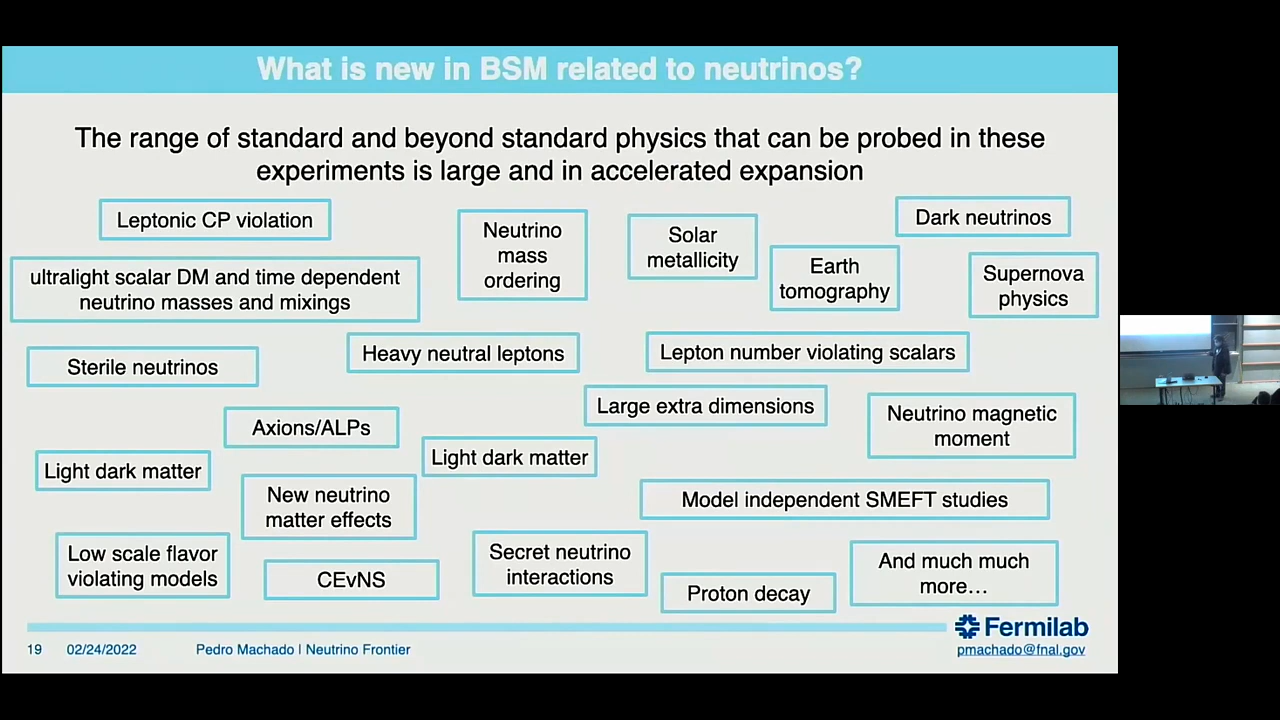 What is new in BSM related to neutrinos?
The range of standard and beyond standard physics that can be probed in these
experiments is large and in accelerated expansion
Leptonic CP violation
Neutrino
mass
ordering
Solar
metallicity
Dark neutrinos
Earth
tomography
Supernova
physics
ultralight scalar DM and time dependent
neutrino masses and mixings
Sterile neutrinos
Heavy neutral leptons
Lepton number violating scalars
Large extra dimensions
Neutrino magnetic
moment
Axions/ALPs
Light dark matter
Light dark matter
New neutrino
matter effects
Model independent SMEFT studies
Low scale flavor
violating models
CEvNS
Secret neutrino
interactions
Proton decay
And much much
more…
Fermilab
19 02/24/2022 Pedro Machado | Neutrino Frontier
pmachado@fnal.gov